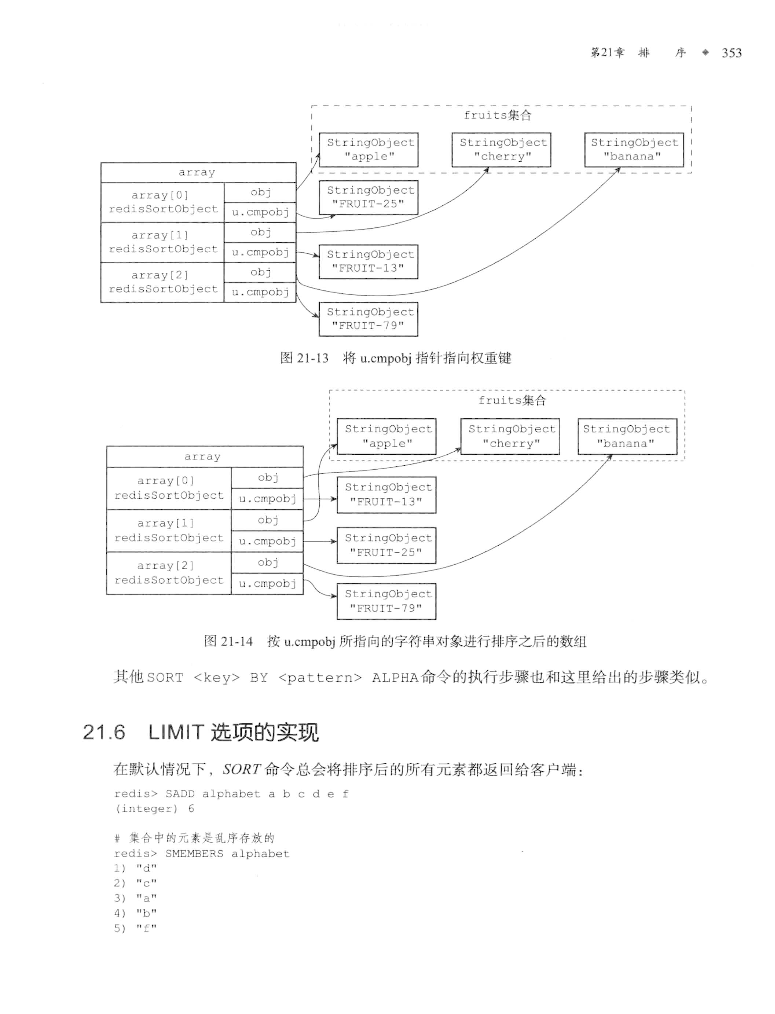 第21章 排 序 ◆ 353
fruits集合
StringObject StringObject StringObject
"apple" "cherry" "banana"
array
array[0]
redisSortObject
obj
u.cmpobj
array[1]
redisSortObject
obj
u.cmpobj
array[2]
redisSortObject
obj
u.cmpobj
StringObject
"FRUIT-25"
StringObject
"FRUIT-13"
StringObject
"FRUIT-79"
图 21-13 将 u.cmpobj 指针指向权重键
fruits集合
StringObject StringObject StringObject
"apple" "cherry" "banana"
array
array[0]
redisSortObject
obj
u.cmpobj
array[1]
redisSortObject
obj
u.cmpobj
array[2]
redisSortObject
obj
u.cmpobj
StringObject
"FRUIT-13"
StringObject
"FRUIT-25"
StringObject
"FRUIT-79"
图 21-14 按 u.cmpobj 所指向的字符串对象进行排序之后的数组
其他 SORT <key> BY <pattern> ALPHA 命令的执行步骤也和这里给出的步骤类似。
21.6 LIMIT 选项的实现
在默认情况下，SORT 命令总会将排序后的所有元素都返回给客户端：
redis> SADD alphabet a b c d e f
(integer) 6
# 集合中的元素是乱序存放的
redis> SMEMBERS alphabet
1) "d"
2) "c"
3) "a"
4) "b"
5) "f"